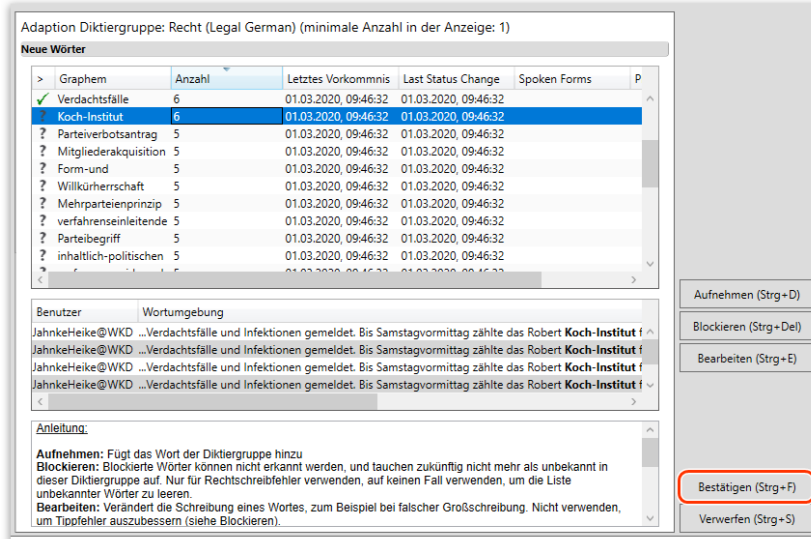 Adaption Diktiergruppe: Recht (Legal German) (minimale Anzahl in der Anzeige: 1)
Neue Wörter
> Graphem Anzahl Letztes Vorkommnis Last Status Change Spoken Forms P
Verdachtsfälle 6 01.03.2020, 09:46:32 01.03.2020, 09:46:32
? Koch-Institut 6 01.03.2020, 09:46:32 01.03.2020, 09:46:32
? Parteiverbotsantrag 5 01.03.2020, 09:46:32 01.03.2020, 09:46:32
? Mitgliederakquisition 5 01.03.2020, 09:46:32 01.03.2020, 09:46:32
? Form-und 5 01.03.2020, 09:46:32 01.03.2020, 09:46:32
? Willkürherrschaft 5 01.03.2020, 09:46:32 01.03.2020, 09:46:32
? Mehrparteienprinzip 5 01.03.2020, 09:46:32 01.03.2020, 09:46:32
? verfahrenseinleitende 5 01.03.2020, 09:46:32 01.03.2020, 09:46:32
? Parteibegriff 5 01.03.2020, 09:46:32 01.03.2020, 09:46:32
? inhaltlich-politischen 5 01.03.2020, 09:46:32 01.03.2020, 09:46:32
Aufnehmen (Strg+D)
Blockieren (Strg+Del)
Bearbeiten (Strg+E)
Benutzer Wortumgebung
JahnkeHeike@WKD ...Verdachtsfälle und Infektionen gemeldet. Bis Samstagvormittag zählte das Robert Koch-Institut f
JahnkeHeike@WKD ...Verdachtsfälle und Infektionen gemeldet. Bis Samstagvormittag zählte das Robert Koch-Institut f
JahnkeHeike@WKD ...Verdachtsfälle und Infektionen gemeldet. Bis Samstagvormittag zählte das Robert Koch-Institut f
JahnkeHeike@WKD ...Verdachtsfälle und Infektionen gemeldet. Bis Samstagvormittag zählte das Robert Koch-Institut f
Anleitung:
Aufnehmen: Fügt das Wort der Diktiergruppe hinzu
Blockieren: Blockierte Wörter können nicht erkannt werden, und tauchen zukünftig nicht mehr als unbekannt in
dieser Diktiergruppe auf. Nur für Rechtschreibfehler verwenden, auf keinen Fall verwenden, um die Liste
unbekannter Wörter zu leeren.
Bearbeiten: Verändert die Schreibung eines Wortes, zum Beispiel bei falscher Großschreibung. Nicht verwenden,
um Tippfehler auszubessern (siehe Blockieren).
Bestätigen (Strg+F)
Verwerfen (Strg+S)